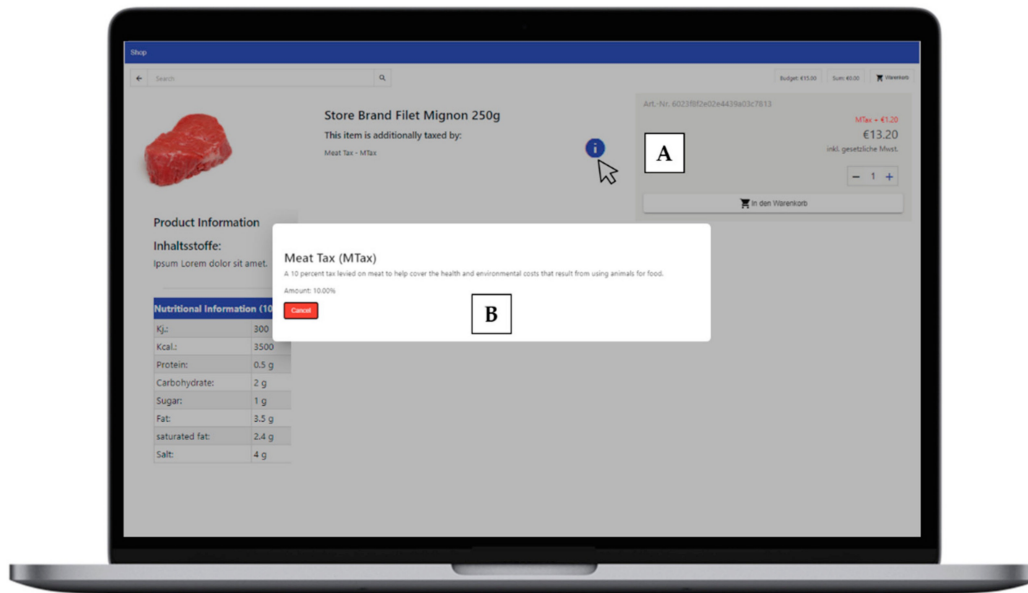 Shop
Search
Budget: €15.00 Sum: €0.00 Warenkorb
Store Brand Filet Mignon 250g
This item is additionally taxed by:
Meat Tax - MTax
Art.-Nr. 6023f8f2e02e4439a03c7613
MTax + €1.20
€13.20
inkl. gesetzliche Mwst.
1
In den Warenkorb
A
Product Information
Inhaltsstoffe:
Ipsum Lorem dolor sit amet.
Meat Tax (MTax)
A 10 percent tax levied on meat to help cover the health and environmental costs that result from using animals for food.
Amount: 10.00%
Cancel
B
Nutritional Information (10
Kj.: 300
Kcal.: 3500
Protein: 0.5 g
Carbohydrate: 2 g
Sugar: 1 g
Fat: 3.5 g
saturated fat: 2.4 g
Salt: 4 g